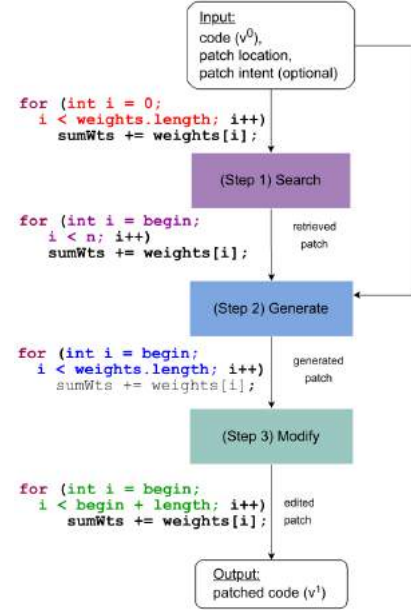 Input:
code (v⁰),
patch location,
patch intent (optional)
for (int i = 0;
i < weights.length; i++)
sumWts += weights[i];
(Step 1) Search
for (int i = begin;
i < n; i++)
sumWts += weights[i];
retrieved
patch
(Step 2) Generate
for (int i = begin;
i < weights.length; i++)
sumWts += weights[i];
generated
patch
(Step 3) Modify
for (int i = begin;
i < begin + length; i++)
sumWts += weights[i];
edited
patch
Output:
patched code (v¹)